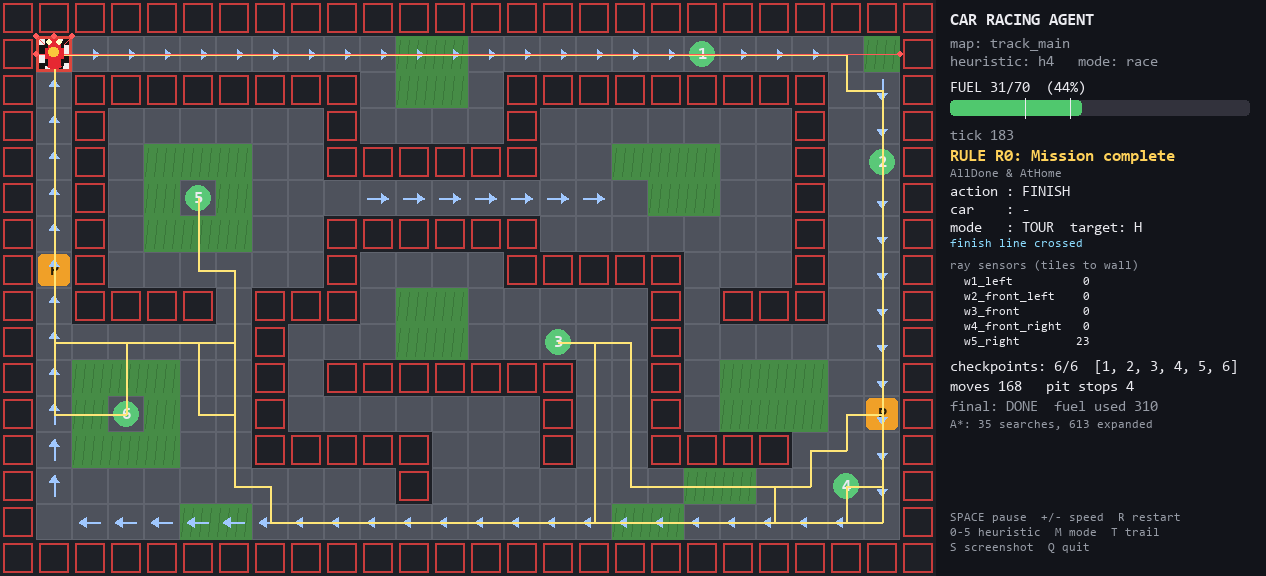 CAR RACING AGENT
map: track_main
heuristic: h4 mode: race
FUEL 31/70 (44%)
tick 183
RULE R0: Mission complete
AllDone & AtHome
action : FINISH
car : -
mode : TOUR target: H
finish line crossed
ray sensors (tiles to wall)
w1_left 0
w2_front_left 0
w3_front 0
w4_front_right 0
w5_right 23
checkpoints: 6/6 [1, 2, 3, 4, 5, 6]
moves 168 pit stops 4
final: DONE fuel used 310
A*: 35 searches, 613 expanded
SPACE pause +/- speed R restart
0-5 heuristic M mode T trail
S screenshot Q quit
1
2
5
3
6
4